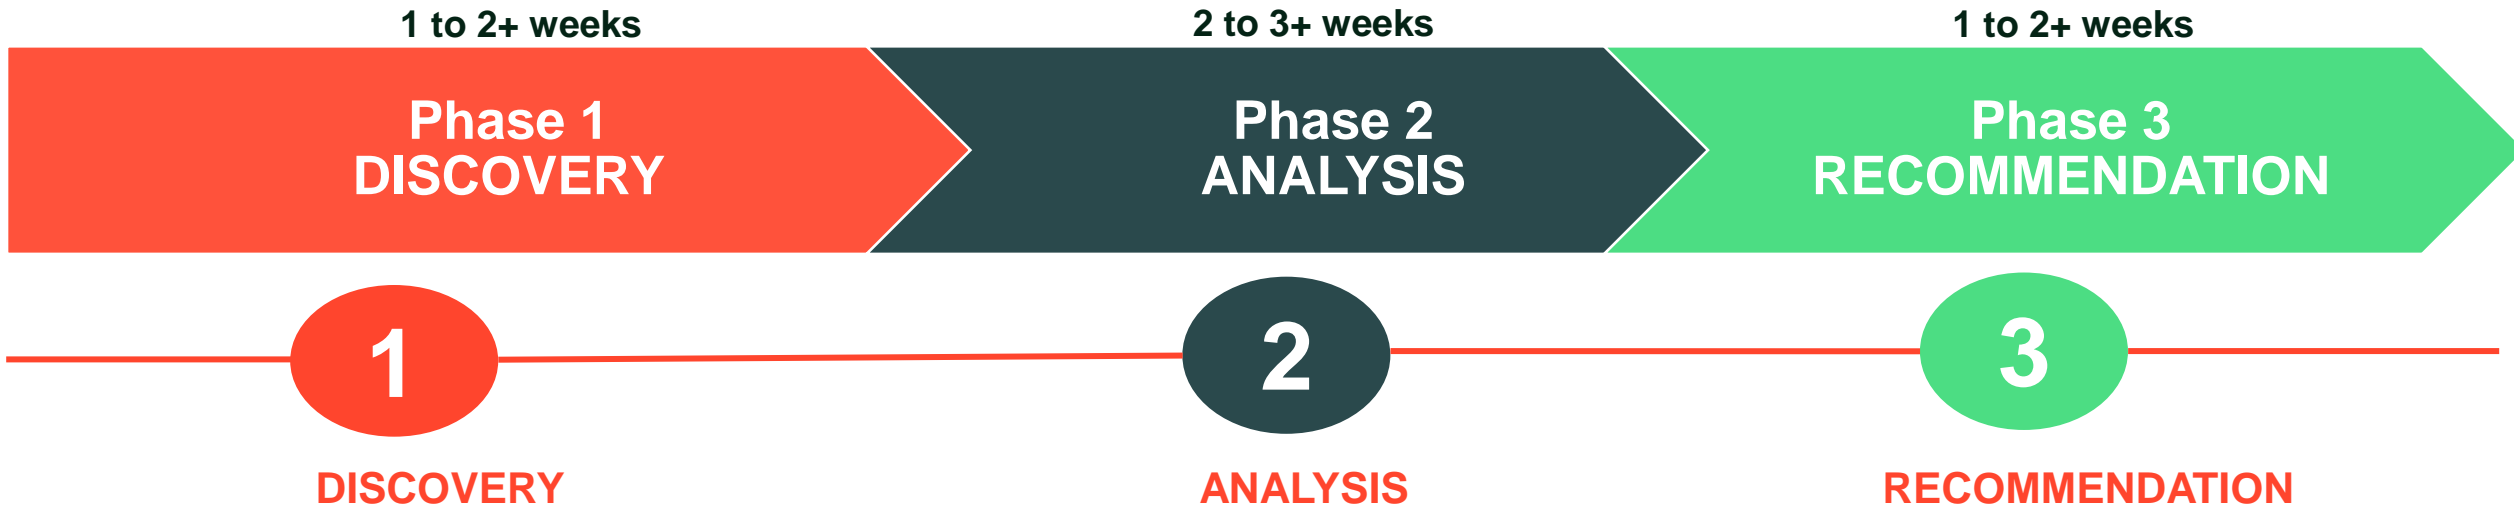 1 to 2+ weeks
2 to 3+ weeks
1 to 2+ weeks
Phase 1
DISCOVERY
Phase 2
ANALYSIS
Phase 3
RECOMMENDATION
1
2
3
DISCOVERY
ANALYSIS
RECOMMENDATION